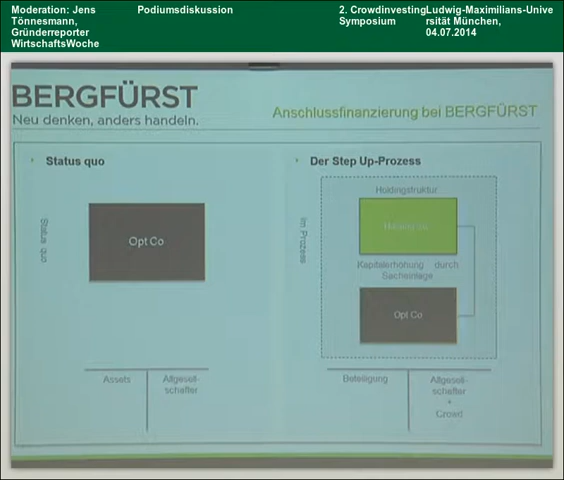 Moderation: Jens
Tönnesmann,
Gründerreporter
WirtschaftsWoche
Podiumsdiskussion
2. Crowdinvesting
Symposium
Ludwig-Maximilians-Unive
rsität München,
04.07.2014
BERGFÜRST
Neu denken, anders handeln.
Anschlussfinanzierung bei BERGFÜRST
Status quo
Status quo
Opt Co
Assets
Allgesell-
schafter
Der Step Up-Prozess
Im Prozess
Holdingstruktur
Kapitalerhöhung durch
Sacheinlage
Opt Co
Beteiligung
Allgesell-
schafter
+
Crowd